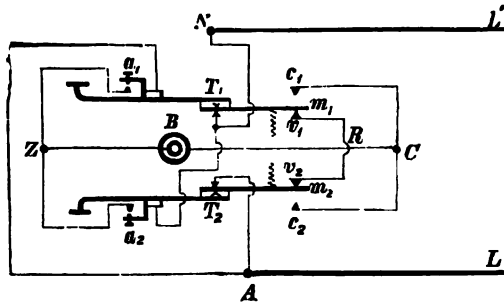 N L'
a₁ T₁ c₁
m₁
B v₁ R
Z C
v₂
m₂
T₂
a₂ c₂
L
A